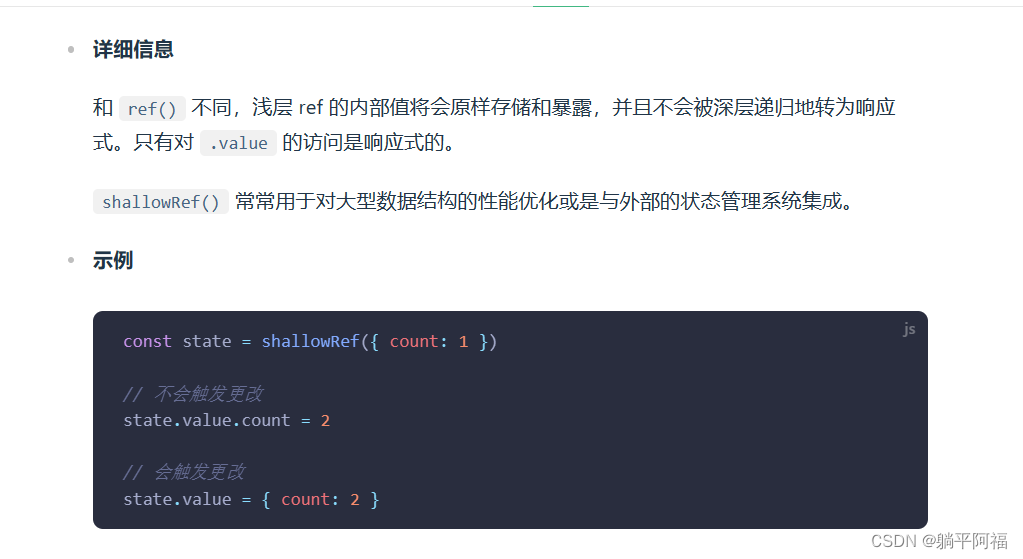 详细信息
和 ref() 不同，浅层 ref 的内部值将会原样存储和暴露，并且不会被深层递归地转为响应
式。只有对 .value 的访问是响应式的。
shallowRef() 常常用于对大型数据结构的性能优化或是与外部的状态管理系统集成。
示例
js
const state = shallowRef({ count: 1 })
// 不会触发更改
state.value.count = 2
// 会触发更改
state.value = { count: 2 }
CSDN @躺平阿福